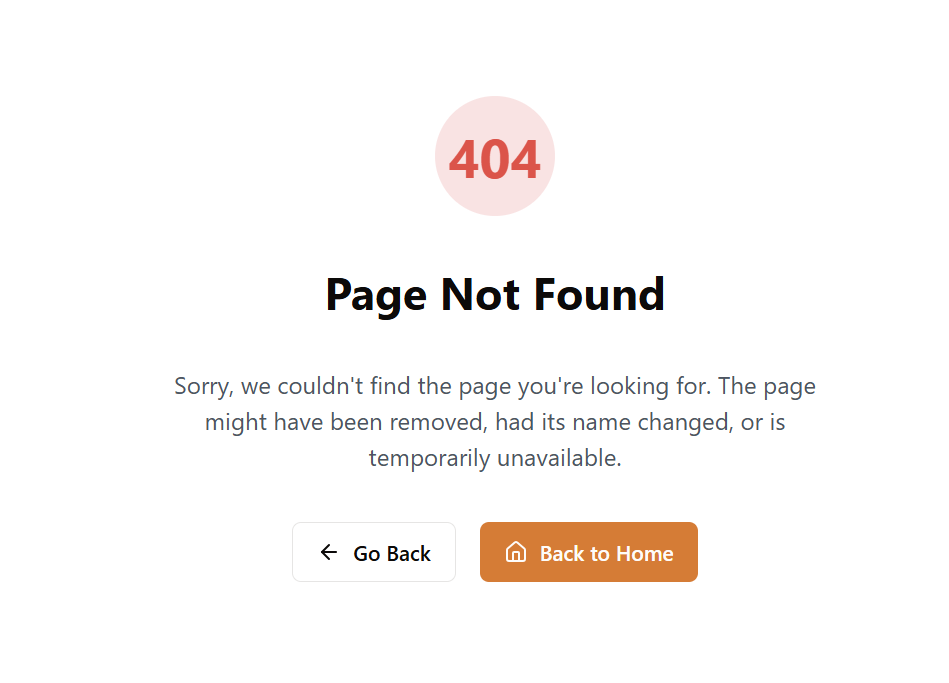 404
Page Not Found
Sorry, we couldn't find the page you're looking for. The page
might have been removed, had its name changed, or is
temporarily unavailable.
Go Back
Back to Home